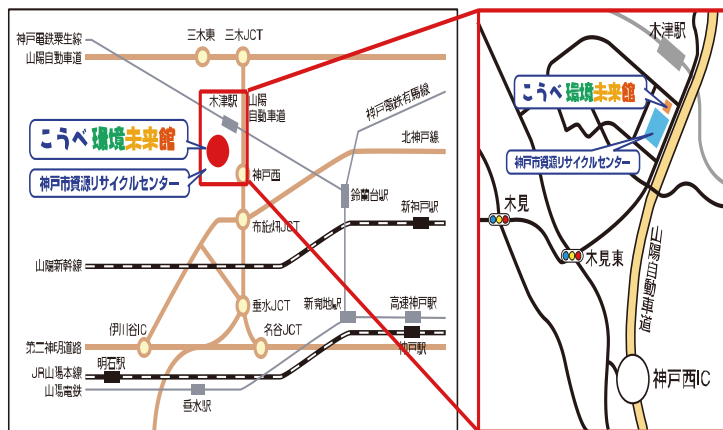 神戸電鉄粟生線
山陽自動車道
三木東
三木JCT
木津駅
山陽
自動車道
こうべ環境未来館
神戸市資源リサイクルセンター
神戸西
神戸電鉄有馬線
北神戸線
鈴蘭台駅
新神戸駅
布施畑JCT
山陽新幹線
垂水JCT
新開地駅
高速神戸駅
伊川谷IC
名谷JCT
神戸駅
第二神明道路
明石駅
JR山陽本線
山陽電鉄
垂水駅
木津駅
こうべ環境未来館
神戸市資源リサイクルセンター
木見
木見東
山陽自動車道
神戸西IC